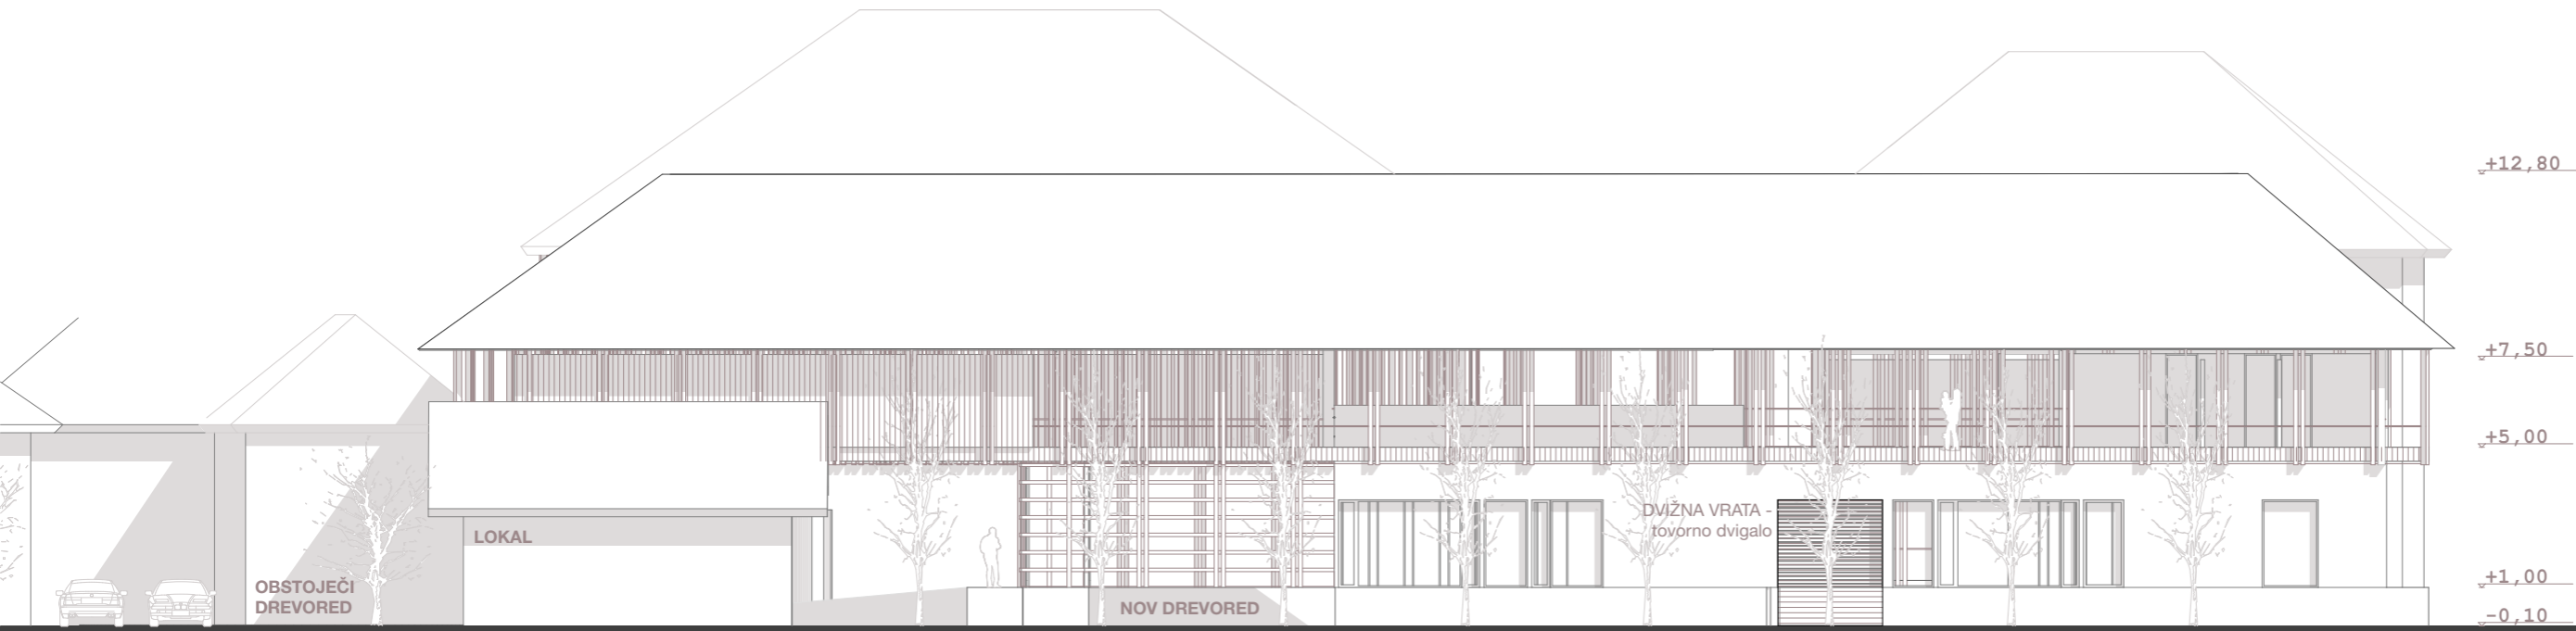 +12,80
+7,50
+5,00
DVIŽNA VRATA -
tovorno dvigalo
LOKAL
OBSTOJEČI
DREVORED
NOV DREVORED
+1,00
-0,10